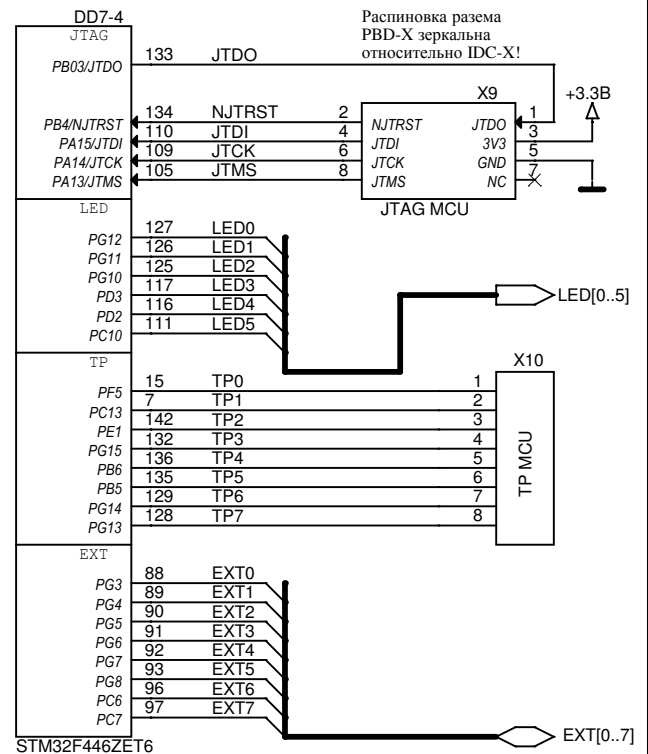 DD7-4
JTAG
PB03/JTDO 133 JTDO
PB4/NJTRST 134 NJTRST 2 NJTRST
PA15/JTDI 110 JTDI 4 JTDI
PA14/JTCK 109 JTCK 6 JTCK
PA13/JTMS 105 JTMS 8 JTMS
Распиновка разема
PBD-X зеркальна
относительно IDC-X!
X9
JTDO 1
3V3 3
GND 5
NC 7
+3.3В
JTAG MCU
LED
PG12 127 LED0
PG11 126 LED1
PG10 125 LED2
PD3 117 LED3
PD2 116 LED4
PC10 111 LED5
LED[0..5]
TP
X10
PF5 15 TP0 1
PC13 7 TP1 2
PE1 142 TP2 3
PG15 132 TP3 4
PB6 136 TP4 5
PB5 135 TP5 6
PG14 129 TP6 7
PG13 128 TP7 8
TP MCU
EXT
PG3 88 EXT0
PG4 89 EXT1
PG5 90 EXT2
PG6 91 EXT3
PG7 92 EXT4
PG8 93 EXT5
PC6 96 EXT6
PC7 97 EXT7
EXT[0..7]
STM32F446ZET6